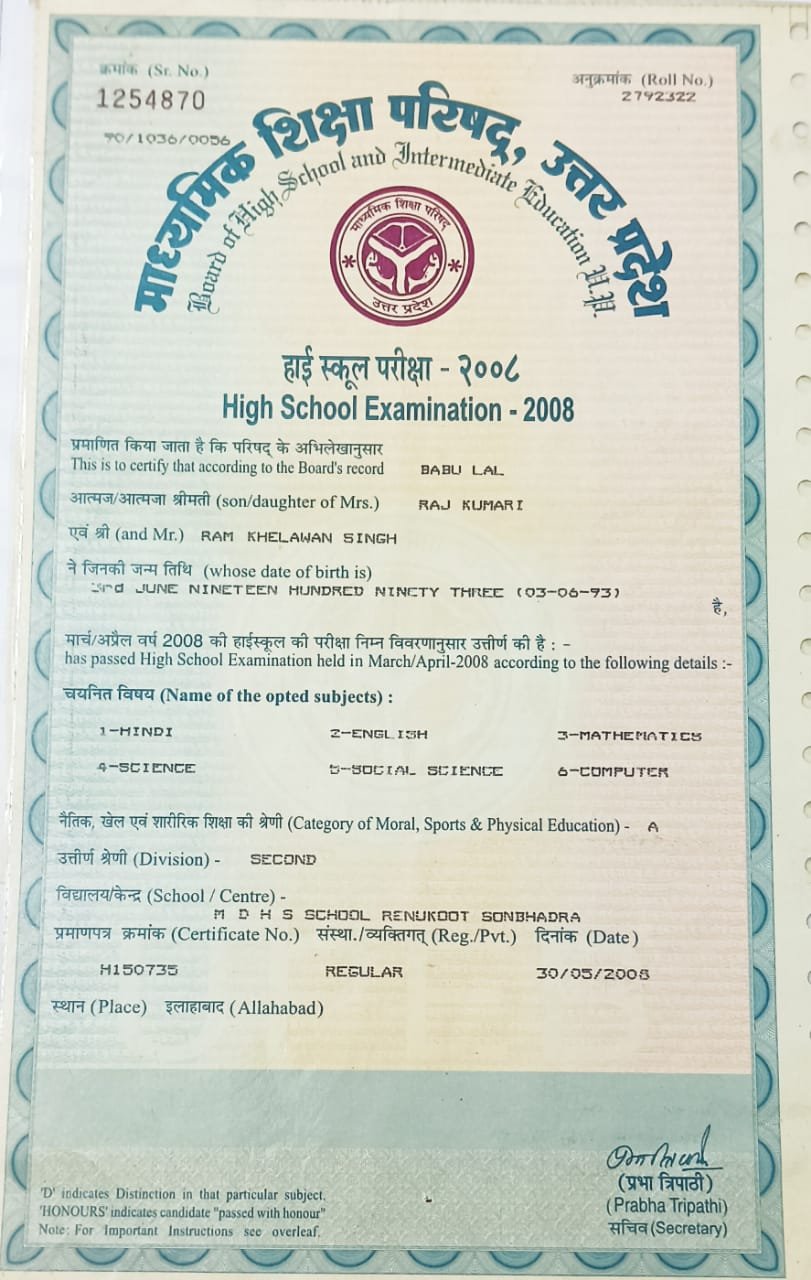 क्रमांक (Sr. No.)
अनुक्रमांक (Roll No.)
1254870
2792322
90/1036/0056
माध्यमिक शिक्षा परिषद्, उत्तर प्रदेश
Board of High School and Intermediate Education U.P.
माध्यमिक शिक्षा परिषद्
उत्तर प्रदेश
हाई स्कूल परीक्षा - २००८
High School Examination - 2008
प्रमाणित किया जाता है कि परिषद् के अभिलेखानुसार
This is to certify that according to the Board's record BABU LAL
आत्मज/आत्मजा श्रीमती (son/daughter of Mrs.) RAJ KUMARI
एवं श्री (and Mr.) RAM KHELAWAN SINGH
ने जिनकी जन्म तिथि (whose date of birth is)
3rd JUNE NINETEEN HUNDRED NINETY THREE (03-06-93)
है,
मार्च/अप्रैल वर्ष 2008 की हाईस्कूल की परीक्षा निम्न विवरणानुसार उत्तीर्ण की है : -
has passed High School Examination held in March/April-2008 according to the following details :-
चयनित विषय (Name of the opted subjects) :
1-HINDI 2-ENGLISH 3-MATHEMATICS
4-SCIENCE 5-SOCIAL SCIENCE 6-COMPUTER
नैतिक, खेल एवं शारीरिक शिक्षा की श्रेणी (Category of Moral, Sports & Physical Education) - A
उत्तीर्ण श्रेणी (Division) - SECOND
विद्यालय/केन्द्र (School / Centre) -
M D H S SCHOOL RENUKOOT SONBHADRA
प्रमाणपत्र क्रमांक (Certificate No.) संस्था./व्यक्तिगत् (Reg./Pvt.) दिनांक (Date)
H150735 REGULAR 30/05/2008
स्थान (Place) इलाहाबाद (Allahabad)
(प्रभा त्रिपाठी)
(Prabha Tripathi)
सचिव (Secretary)
'D' indicates Distinction in that particular subject.
'HONOURS' indicates candidate "passed with honour"
Note: For Important Instructions see overleaf.